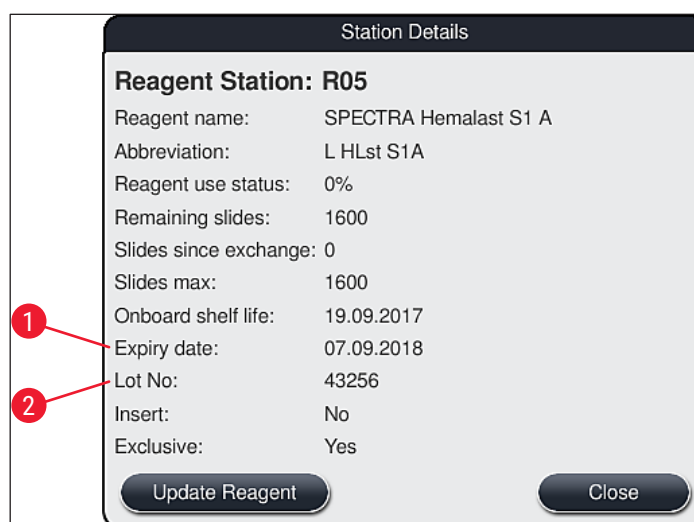 Station Details
Reagent Station: R05
Reagent name: SPECTRA Hemalast S1 A
Abbreviation: L HLst S1A
Reagent use status: 0%
Remaining slides: 1600
Slides since exchange: 0
Slides max: 1600
Onboard shelf life: 19.09.2017
1
Expiry date: 07.09.2018
Lot No: 43256
2
Insert: No
Exclusive: Yes
Update Reagent Close